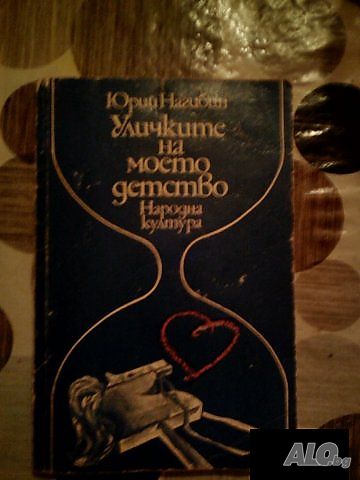 Юрий Нагибин
Уличките
на
моето
детство
Народна
култура
ALO.bg